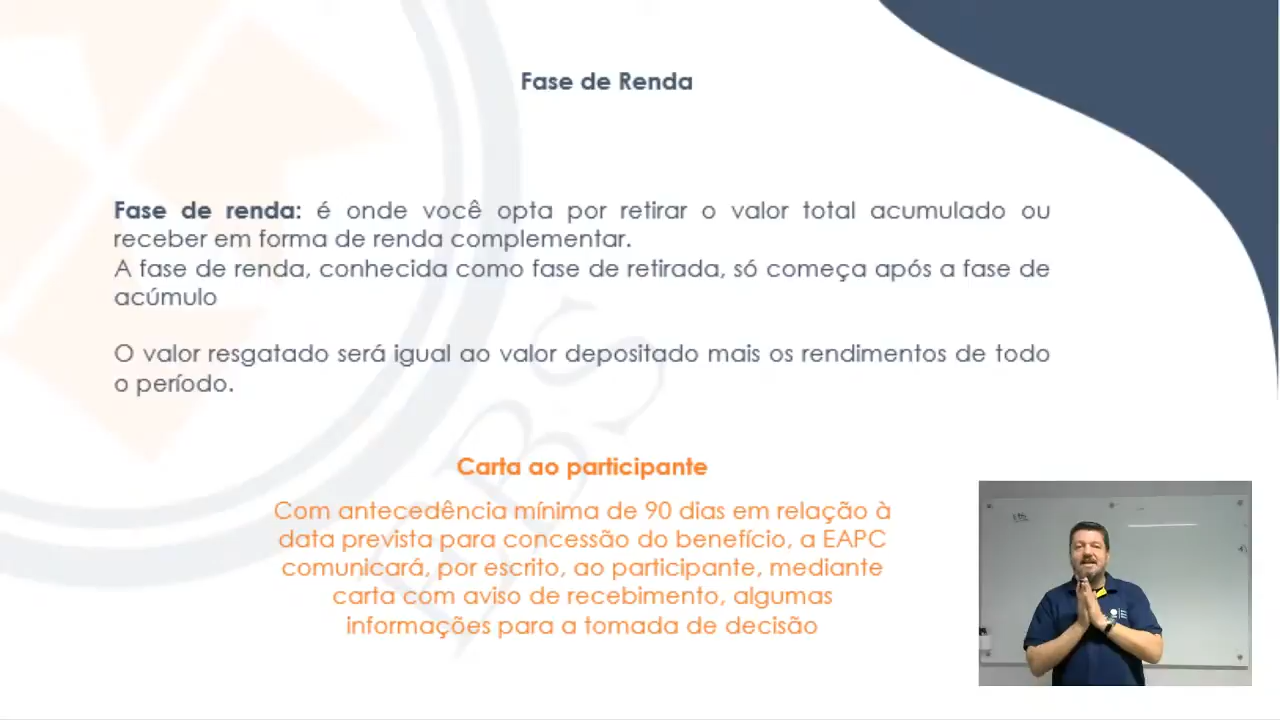 Fase de Renda
Fase de renda: é onde você opta por retirar o valor total acumulado ou
receber em forma de renda complementar.
A fase de renda, conhecida como fase de retirada, só começa após a fase de
acúmulo
O valor resgatado será igual ao valor depositado mais os rendimentos de todo
o período.
EBS
Carta ao participante
Com antecedência mínima de 90 dias em relação à
data prevista para concessão do benefício, a EAPC
comunicará, por escrito, ao participante, mediante
carta com aviso de recebimento, algumas
informações para a tomada de decisão